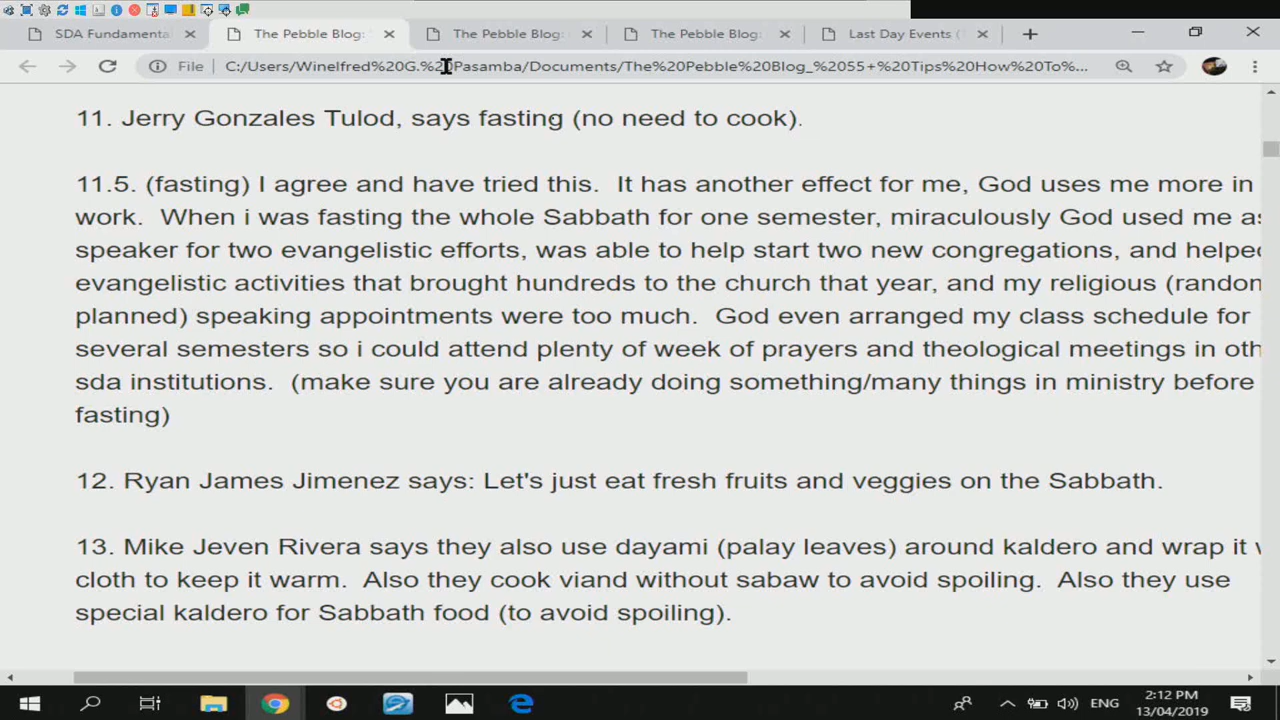 SDA Fundamenta
The Pebble Blog:
The Pebble Blog:
The Pebble Blog:
Last Day Events (
File
C:/Users/Winelfred%20G.%20Pasamba/Documents/The%20Pebble%20Blog_%2055+%20Tips%20How%20To%...
11. Jerry Gonzales Tulod, says fasting (no need to cook).
11.5. (fasting) I agree and have tried this. It has another effect for me, God uses me more in
work. When i was fasting the whole Sabbath for one semester, miraculously God used me as
speaker for two evangelistic efforts, was able to help start two new congregations, and helped
evangelistic activities that brought hundreds to the church that year, and my religious (random
planned) speaking appointments were too much. God even arranged my class schedule for
several semesters so i could attend plenty of week of prayers and theological meetings in oth
sda institutions. (make sure you are already doing something/many things in ministry before
fasting)
12. Ryan James Jimenez says: Let's just eat fresh fruits and veggies on the Sabbath.
13. Mike Jeven Rivera says they also use dayami (palay leaves) around kaldero and wrap it
cloth to keep it warm. Also they cook viand without sabaw to avoid spoiling. Also they use
special kaldero for Sabbath food (to avoid spoiling).
ENG
2:12 PM
13/04/2019